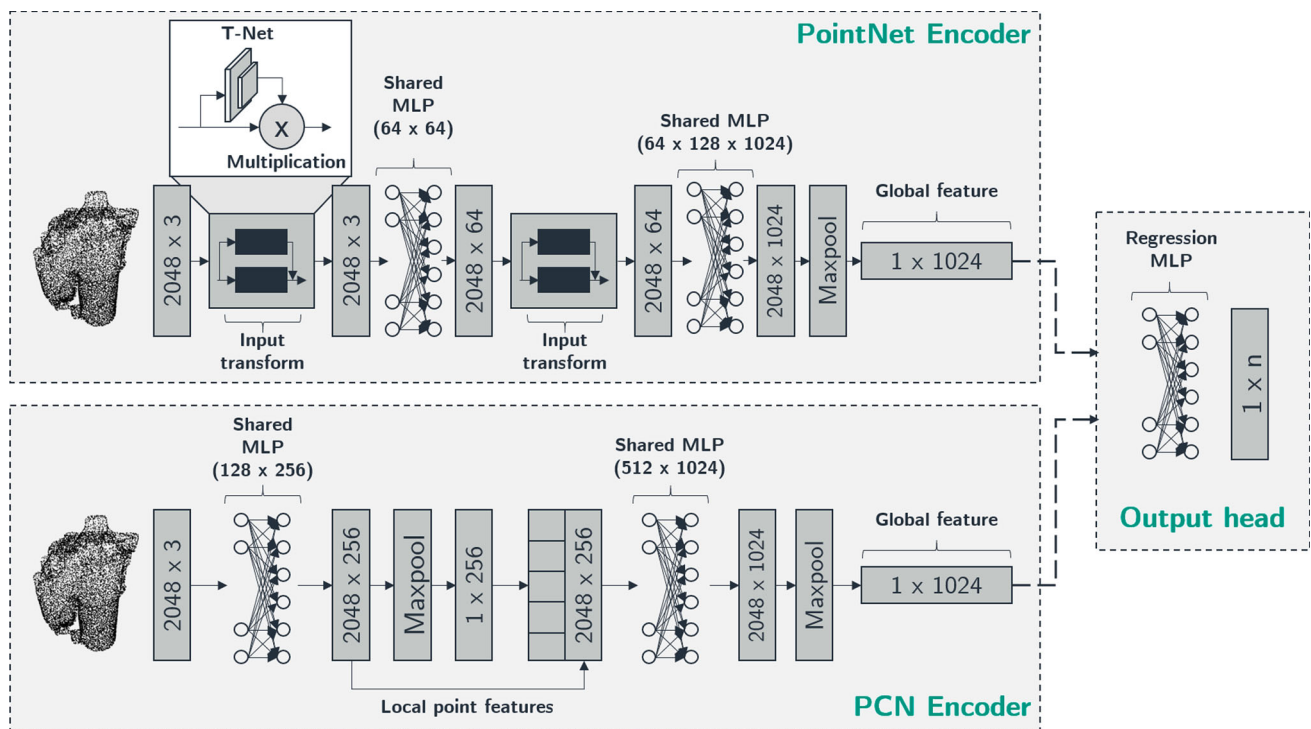 PointNet Encoder
T-Net
X
Multiplication
Shared
MLP
(64 x 64)
Shared MLP
(64 x 128 x 1024)
Global feature
2048 x 3
2048 x 3
2048 x 64
2048 x 64
2048 x 1024
Maxpool
1 x 1024
Input
transform
Input
transform
Regression
MLP
1 x n
Output head
Shared
MLP
(128 x 256)
Shared MLP
(512 x 1024)
Global feature
2048 x 3
2048 x 256
Maxpool
1 x 256
2048 x 256
2048 x 1024
Maxpool
1 x 1024
Local point features
PCN Encoder